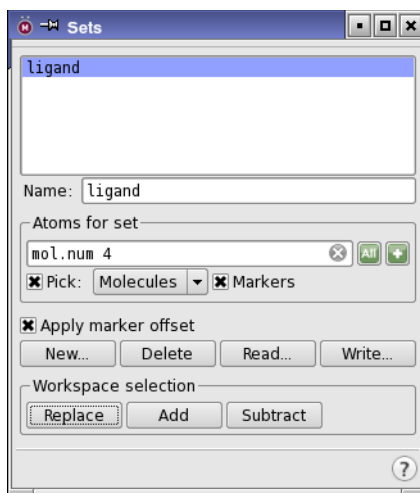 Sets
ligand
Name: ligand
Atoms for set
mol.num 4
All
Pick: Molecules Markers
Apply marker offset
New... Delete Read... Write...
Workspace selection
Replace Add Subtract
?